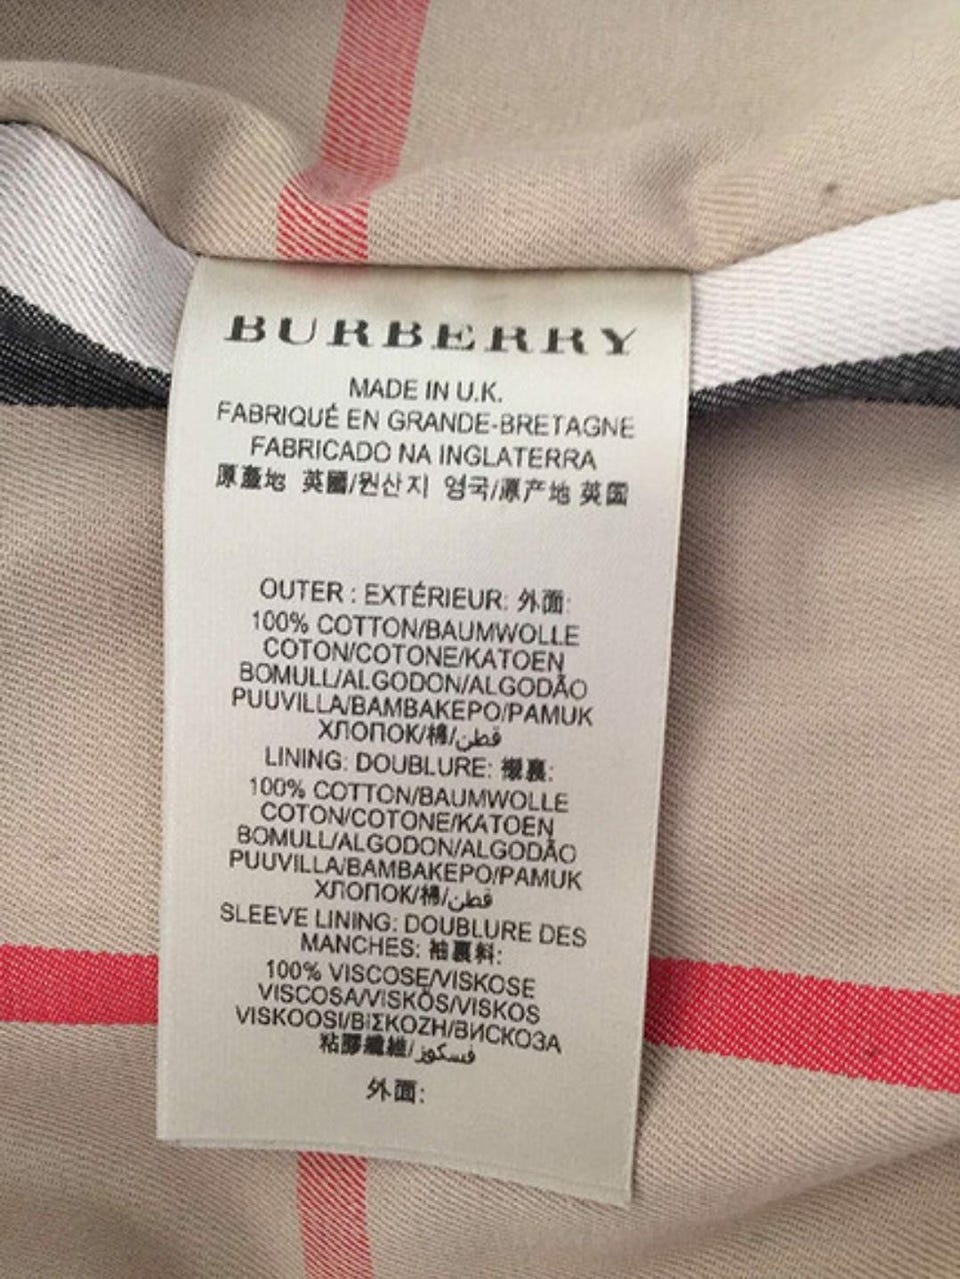 BURBERRY
MADE IN U.K.
FABRIQUÉ EN GRANDE-BRETAGNE
FABRICADO NA INGLATERRA
原產地 英國/원산지 영국/原产地 英国
OUTER : EXTÉRIEUR: 外面:
100% COTTON/BAUMWOLLE
COTON/COTONE/KATOEN
BOMULL/ALGODON/ALGODÃO
PUUVILLA/BAMBAKEPO/PAMUK
ХЛОПОК/棉/قطن
LINING: DOUBLURE: 襯裏:
100% COTTON/BAUMWOLLE
COTON/COTONE/KATOEN
BOMULL/ALGODON/ALGODÃO
PUUVILLA/BAMBAKEPO/PAMUK
ХЛОПОК/棉/قطن
SLEEVE LINING: DOUBLURE DES
MANCHES: 袖裏料:
100% VISCOSE/VISKOSE
VISCOSA/VISKÓS/VISKOS
VISKOOSI/ΒΙΣΚΟΖΗ/ВИСКОЗА
粘膠纖維/فسكوز
外面: